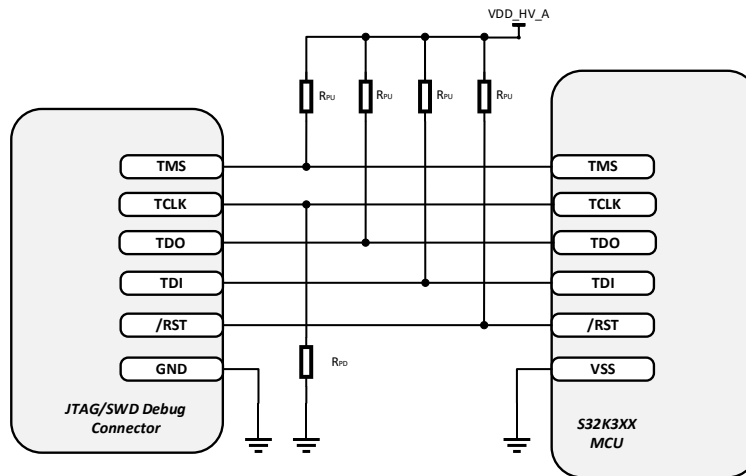 VDD_HV_A
RPU
RPU
RPU
RPU
TMS
TMS
TCLK
TCLK
TDO
TDO
TDI
TDI
/RST
/RST
RPD
GND
VSS
JTAG/SWD Debug
Connector
S32K3XX
MCU